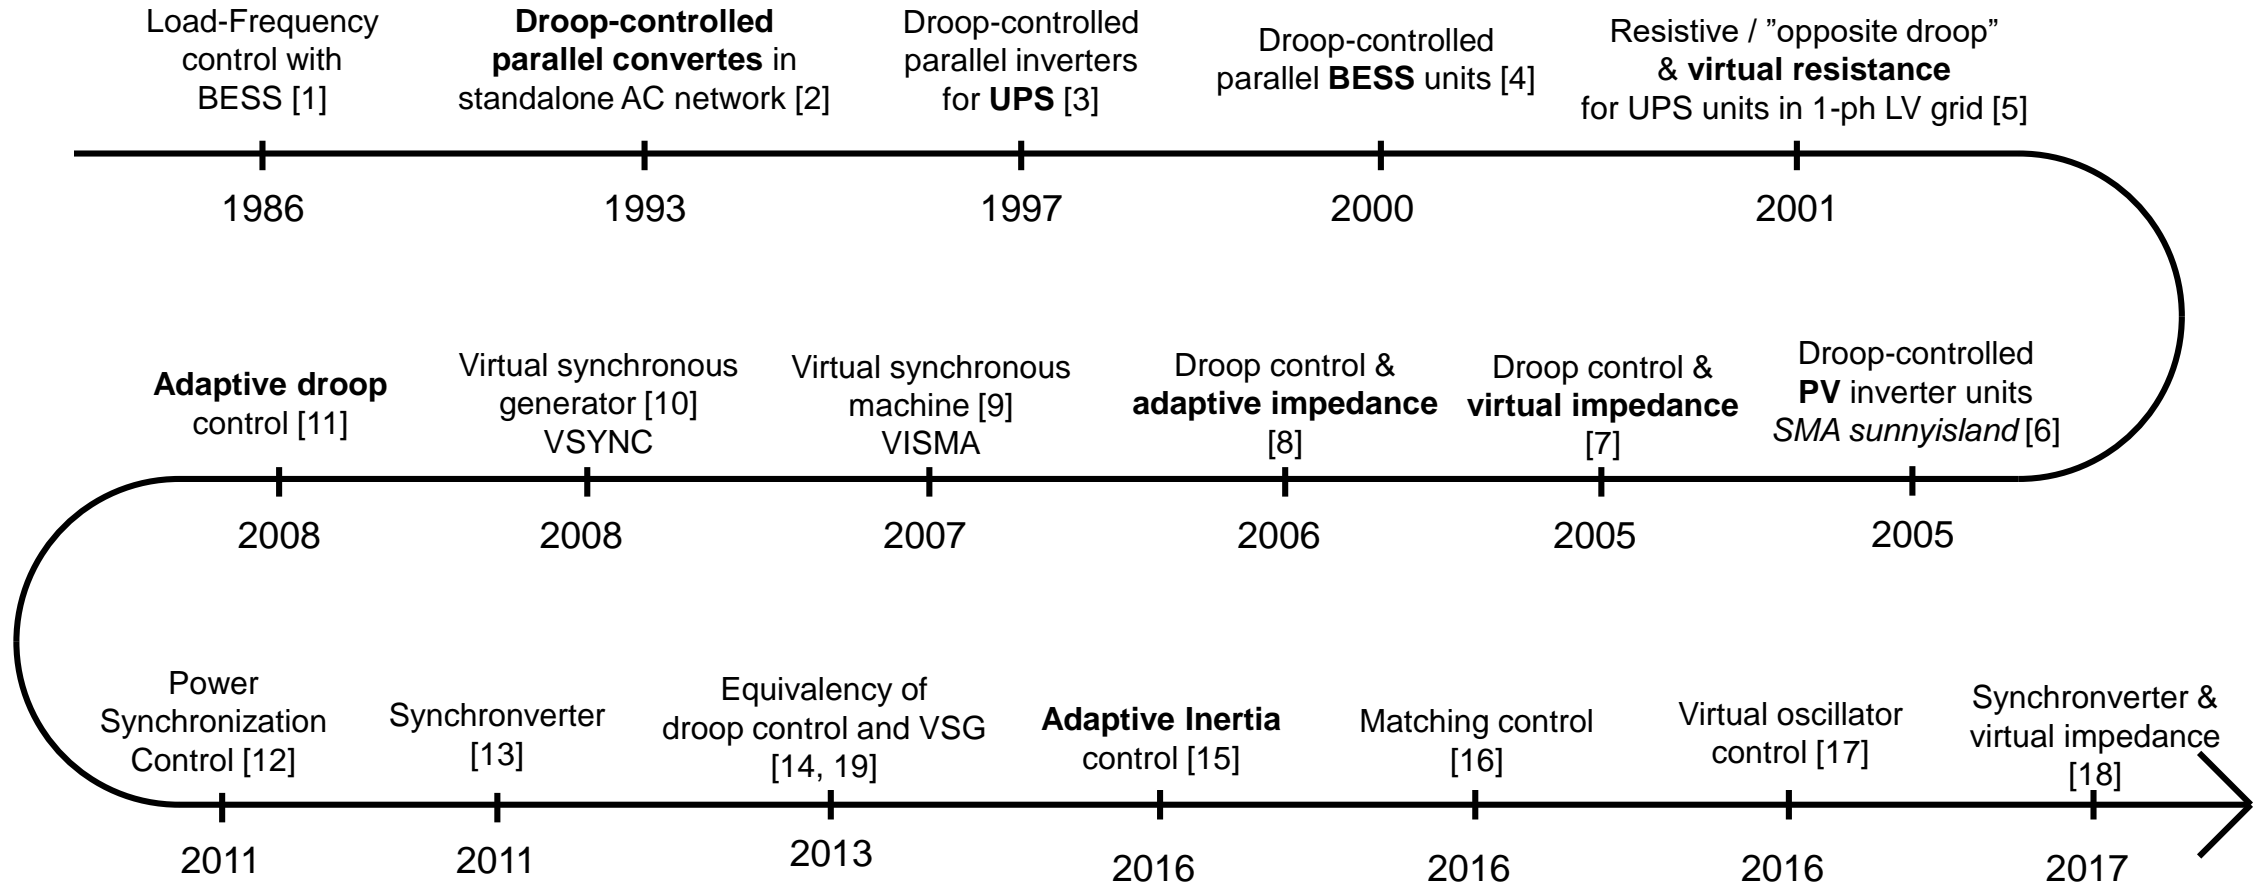 Load-Frequency
control with
BESS [1]
1986
Droop-controlled
parallel convertes in
standalone AC network [2]
1993
Droop-controlled
parallel inverters
for UPS [3]
1997
Droop-controlled
parallel BESS units [4]
2000
Resistive / ”opposite droop”
& virtual resistance
for UPS units in 1-ph LV grid [5]
2001
Droop-controlled
PV inverter units
SMA sunnyisland [6]
2005
Droop control &
virtual impedance
[7]
2005
Droop control &
adaptive impedance
[8]
2006
Virtual synchronous
machine [9]
VISMA
2007
Virtual synchronous
generator [10]
VSYNC
2008
Adaptive droop
control [11]
2008
Power
Synchronization
Control [12]
2011
Synchronverter
[13]
2011
Equivalency of
droop control and VSG
[14, 19]
2013
Adaptive Inertia
control [15]
2016
Matching control
[16]
2016
Virtual oscillator
control [17]
2016
Synchronverter &
virtual impedance
[18]
2017